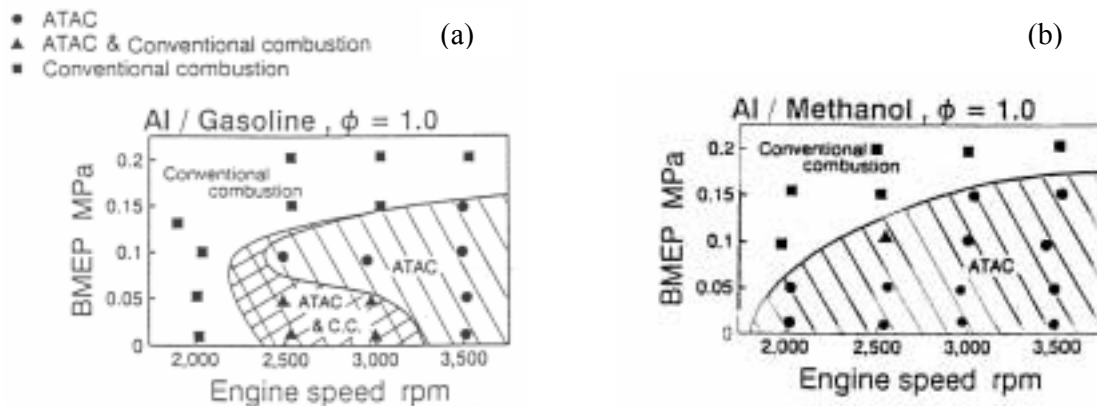 ● ATAC
▲ ATAC & Conventional combustion
■ Conventional combustion
(a)
Al / Gasoline , ϕ = 1.0
BMEP MPa
0.2
0.15
0.1
0.05
0
Conventional
combustion
ATAC
ATAC
& C.C.
2,000 2,500 3,000 3,500
Engine speed rpm
(b)
Al / Methanol , ϕ = 1.0
BMEP MPa
0.2
0.15
0.1
0.05
0
Conventional
combustion
ATAC
2,000 2,500 3,000 3,500
Engine speed rpm